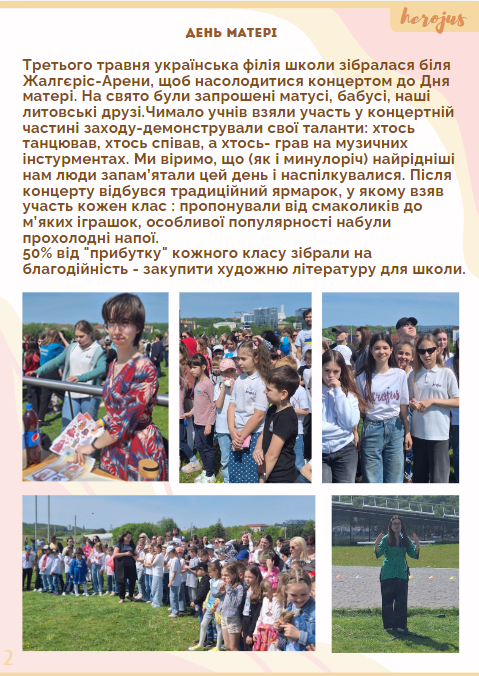 herojus
ДЕНЬ МАТЕРІ
Третього травня українська філія школи зібралася біля
Жалгєріс-Арени, щоб насолодитися концертом до Дня
матері. На свято були запрошені матусі, бабусі, наші
литовські друзі.Чимало учнів взяли участь у концертній
частині заходу-демонстрували свої таланти: хтось
танцював, хтось співав, а хтось- грав на музичних
інстурментах. Ми віримо, що (як і минулоріч) найрідніші
нам люди запам’ятали цей день і наспілкувалися. Після
концерту відбувся традиційний ярмарок, у якому взяв
участь кожен клас : пропонували від смаколиків до
м’яких іграшок, особливої популярності набули
прохолодні напої.
50% від "прибутку" кожного класу зібрали на
благодійність - закупити художню літературу для школи.
2